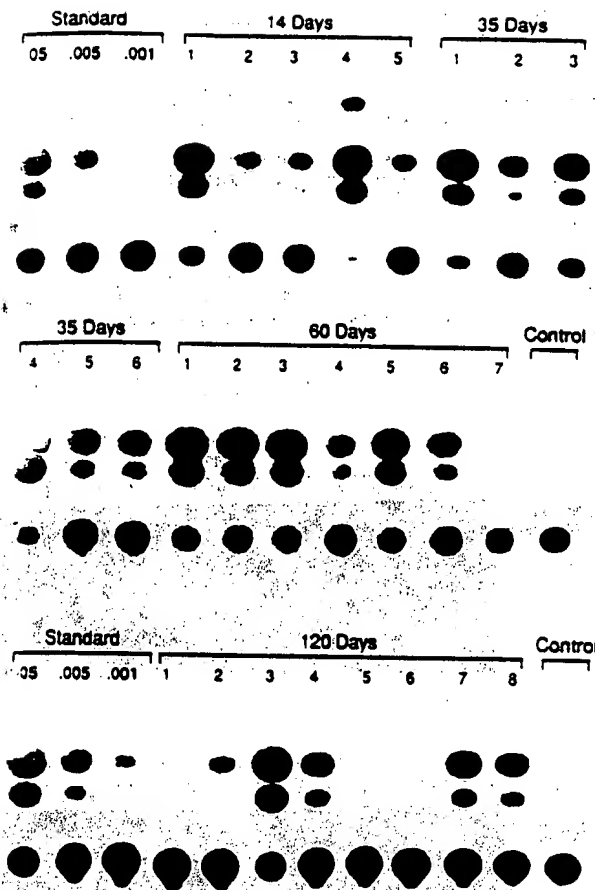 Standard 14 Days 35 Days
05 .005 .001 1 2 3 4 5 1 2 3
35 Days 60 Days Control
4 5 6 1 2 3 4 5 6 7
Standard 120 Days Control
05 .005 .001 1 2 3 4 5 6 7 8